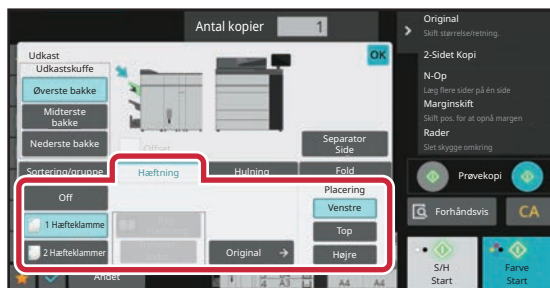 Antal kopier 1
Udkast
OK
Udkastskuffe
Øverste bakke
Midterste
bakke
Nederste bakke
Offset
Separator
Side
Sortering/gruppe
Hæftning
Hulning
Fold
Off
1 Hæfteklamme
2 Hæfteklammer
Original →
Placering
Venstre
Top
Højre
Andet
A3
A4
A4
Original
Skift størrelse/retning.
2-Sidet Kopi
N-Op
Læg flere sider på én side
Marginskift
Skift pos. for at opnå margen
Rader
Slet skygge omkring
Prøvekopi
Forhåndsvis
CA
S/H
Start
Farve
Start